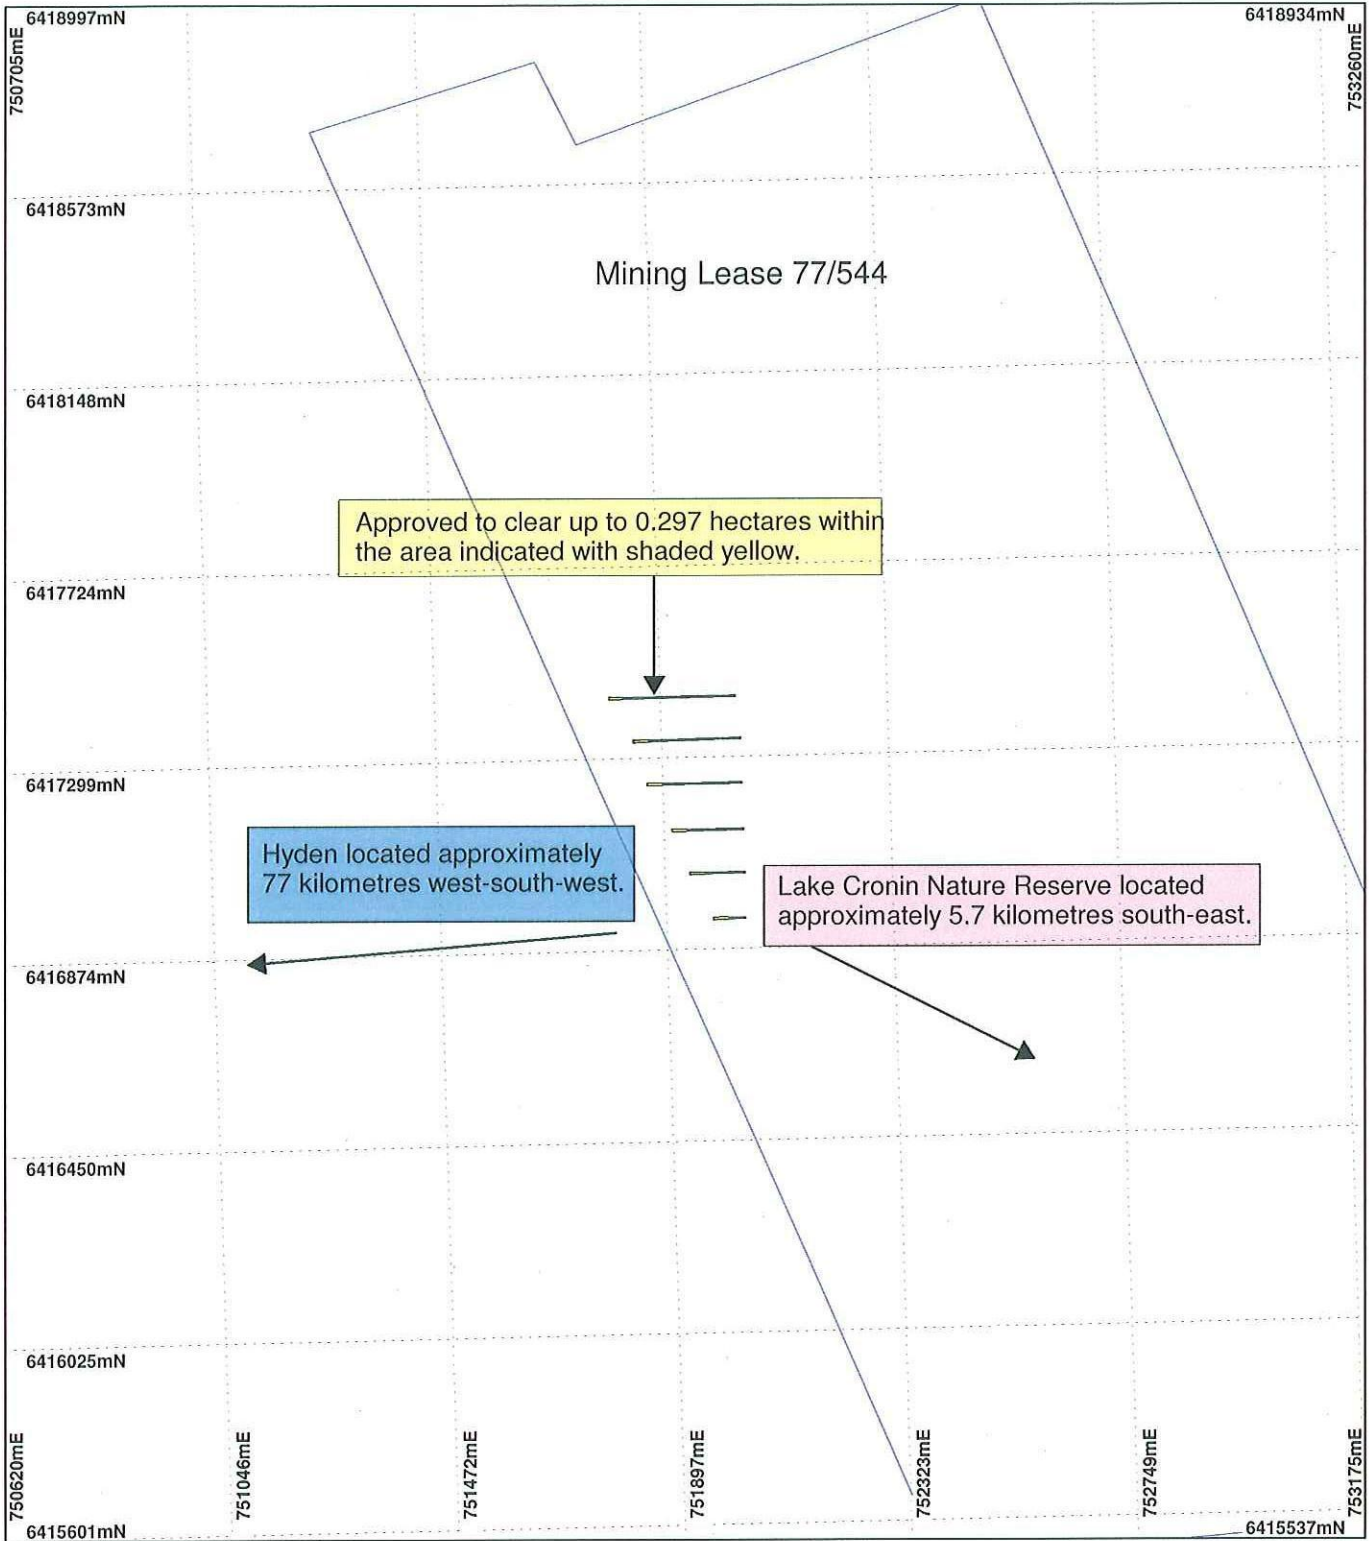 6418997mN
6418934mN
750705mE
753260mE
6418573mN
Mining Lease 77/544
6418148mN
Approved to clear up to 0.297 hectares within
the area indicated with shaded yellow.
6417724mN
6417299mN
Hyden located approximately
77 kilometres west-south-west.
Lake Cronin Nature Reserve located
approximately 5.7 kilometres south-east.
6416874mN
6416450mN
6416025mN
750620mE
751046mE
751472mE
751897mE
752323mE
752749mE
753175mE
6415601mN
6415537mN